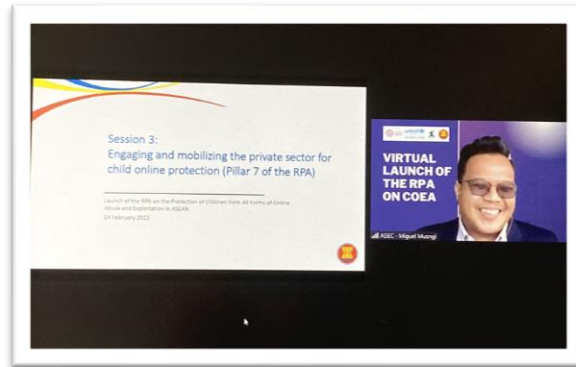 Session 3:
Engaging and mobilizing the private sector for
child online protection (Pillar 7 of the RPA)
Launch of the RPA on the Protection of Children from All Forms of Online
Abuse and Exploitation in ASEAN
February 2022
unicef
VIRTUAL
LAUNCH OF
THE RPA
ON COEA
ASEC - Miguel Musngi